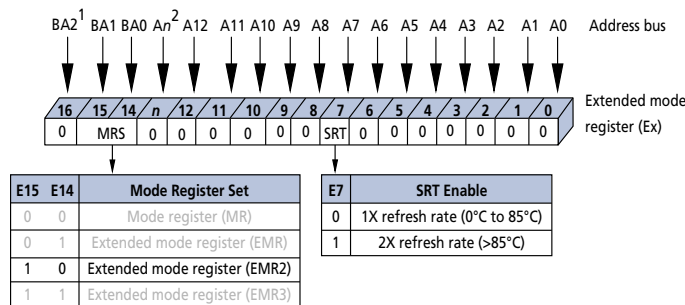 BA2¹ BA1 BA0 An² A12 A11 A10 A9 A8 A7 A6 A5 A4 A3 A2 A1 A0 Address bus
16 15 14 n 12 11 10 9 8 7 6 5 4 3 2 1 0 Extended mode
0 MRS 0 0 0 0 0 0 SRT 0 0 0 0 0 0 0 register (Ex)
E15 E14 Mode Register Set
0 0 Mode register (MR)
0 1 Extended mode register (EMR)
1 0 Extended mode register (EMR2)
1 1 Extended mode register (EMR3)
E7 SRT Enable
0 1X refresh rate (0°C to 85°C)
1 2X refresh rate (>85°C)